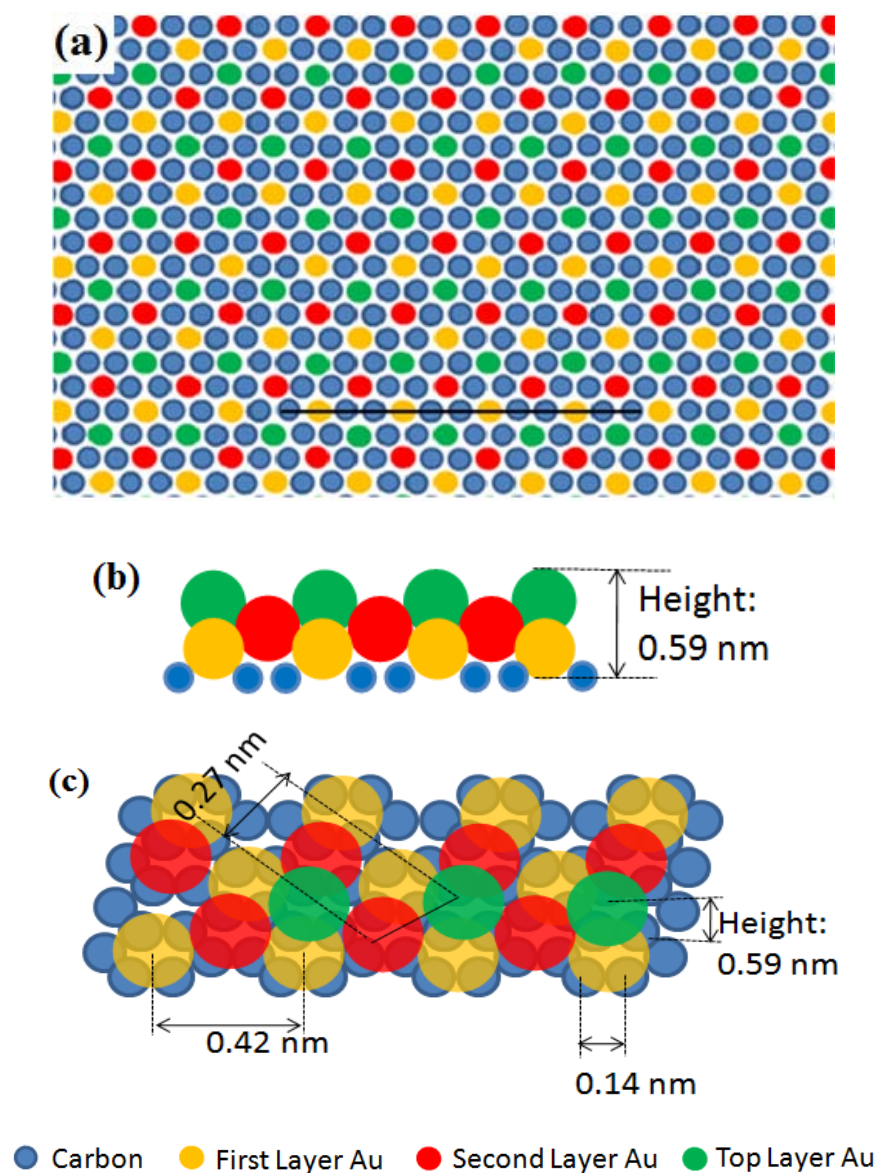 (a)
(b)
Height:
0.59 nm
(c)
0.27 nm
Height:
0.59 nm
0.42 nm
0.14 nm
Carbon First Layer Au Second Layer Au Top Layer Au